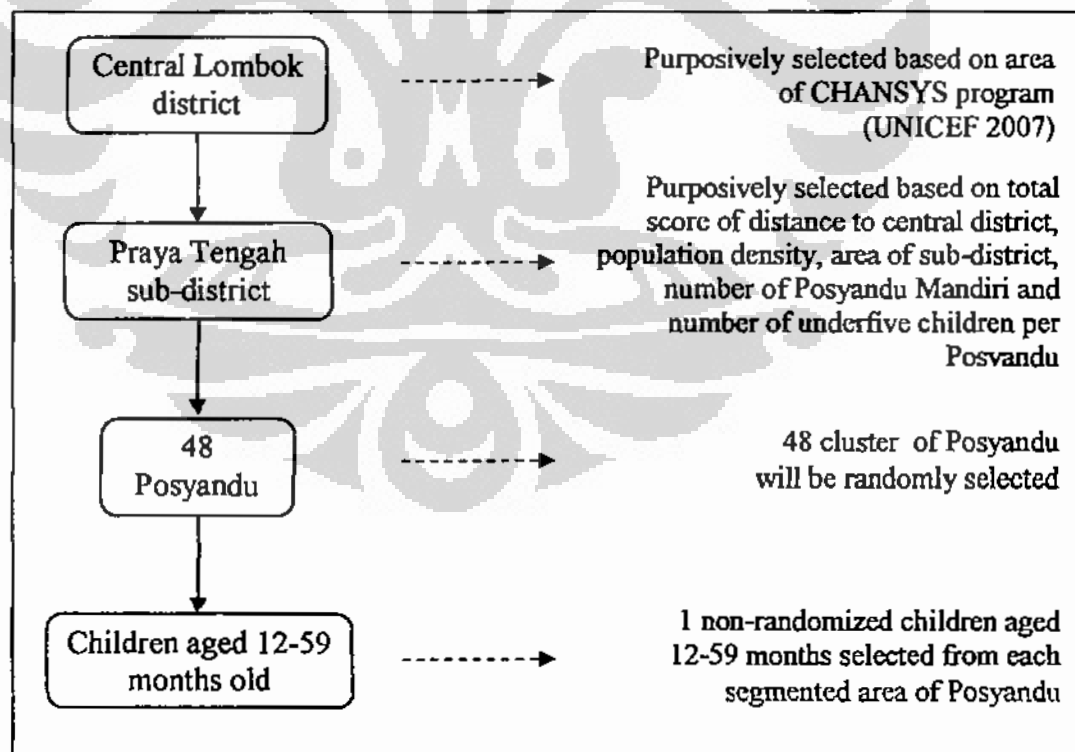 Central Lombok
district
Purposively selected based on area
of CHANSYS program
(UNICEF 2007)
Praya Tengah
sub-district
Purposively selected based on total
score of distance to central district,
population density, area of sub-district,
number of Posyandu Mandiri and
number of underfive children per
Posyandu
48
Posyandu
48 cluster of Posyandu
will be randomly selected
Children aged 12-59
months old
1 non-randomized children aged
12-59 months selected from each
segmented area of Posyandu